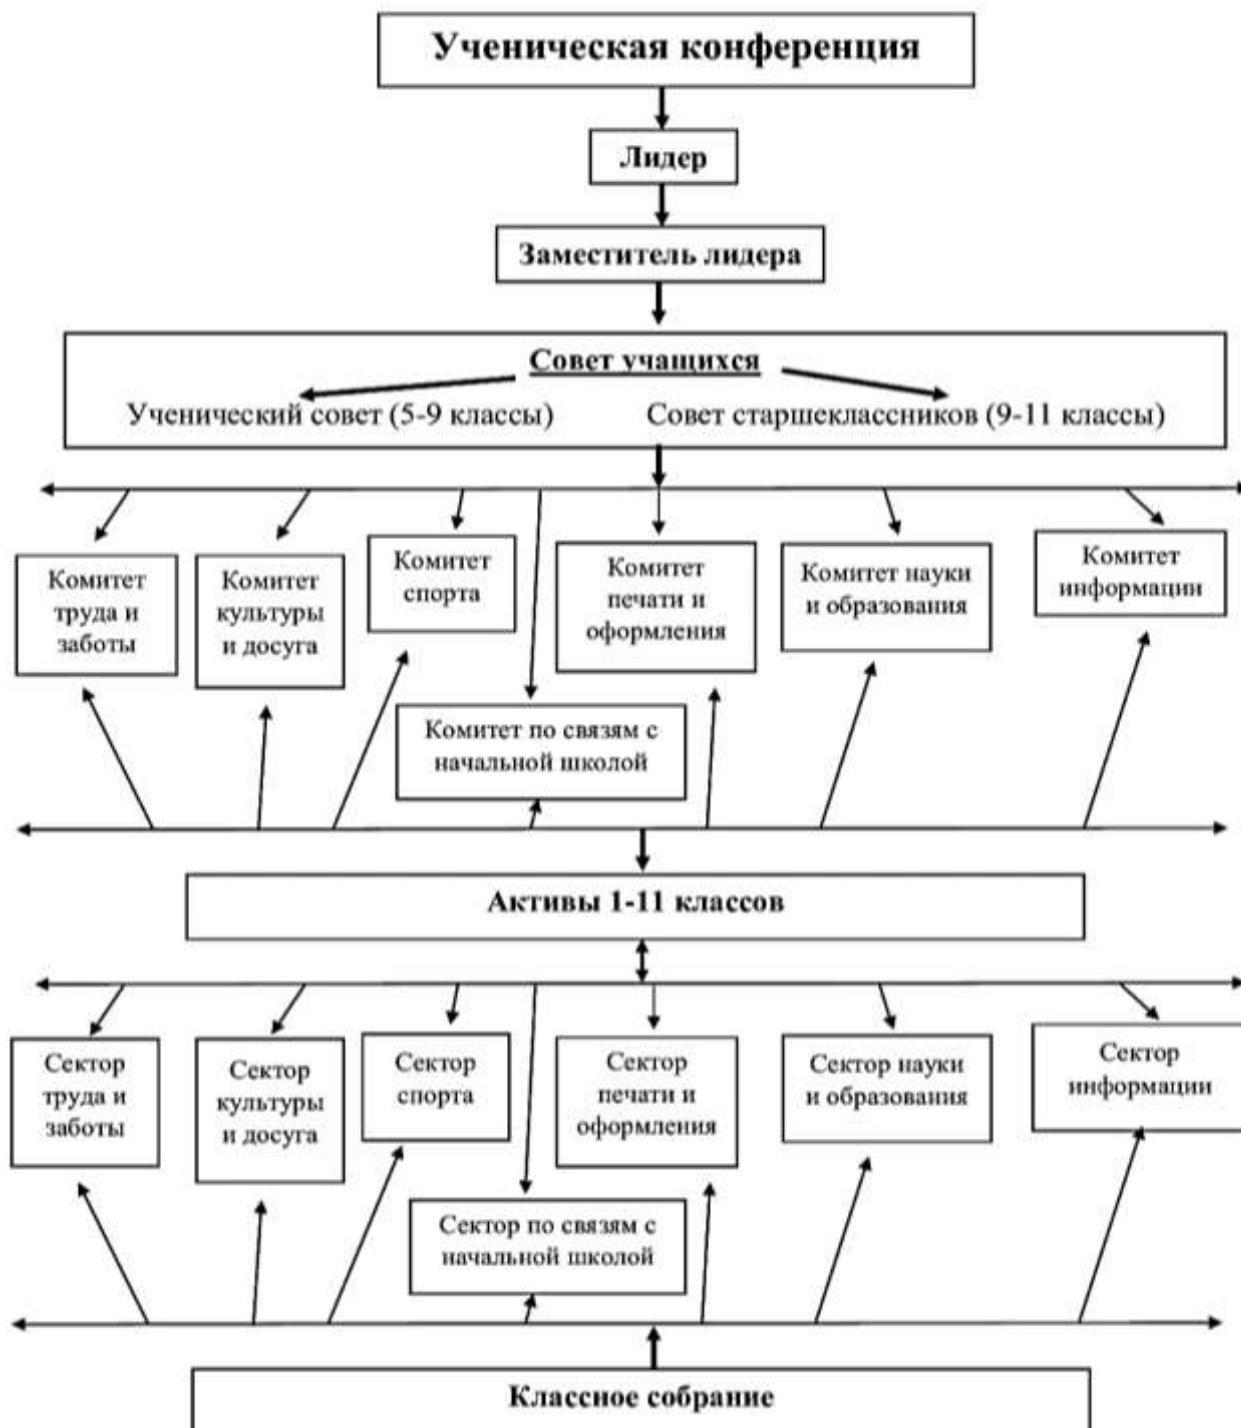 Ученическая конференция
Лидер
Заместитель лидера
Совет учащихся
Ученический совет (5-9 классы)
Совет старшеклассников (9-11 классы)
Комитет
труда и
заботы
Комитет
культуры
и досуга
Комитет
спорта
Комитет
печати и
оформления
Комитет науки
и образования
Комитет
информации
Комитет по связям с
начальной школой
Активы 1-11 классов
Сектор
труда и
заботы
Сектор
культуры
и досуга
Сектор
спорта
Сектор
печати и
оформления
Сектор науки
и образования
Сектор
информации
Сектор по связям с
начальной школой
Классное собрание